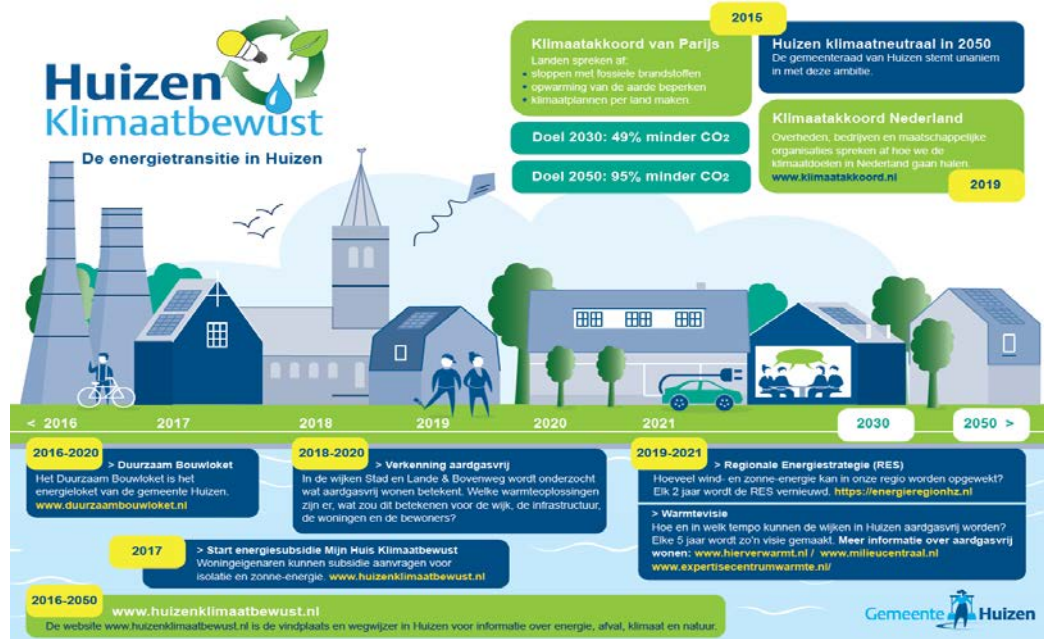 Huizen
Klimaatbewust
De energietransitie in Huizen
2015
Klimaatakkoord van Parijs
Landen spreken af:
• stoppen met fossiele brandstoffen
• opwarming van de aarde beperken
• klimaatplannen per land maken.
Doel 2030: 49% minder CO2
Doel 2050: 95% minder CO2
Huizen klimaatneutraal in 2050
De gemeenteraad van Huizen stemt unaniem
in met deze ambitie.
Klimaatakkoord Nederland
Overheden, bedrijven en maatschappelijke
organisaties spreken af hoe we de
klimaatdoelen in Nederland gaan halen.
www.klimaatakkoord.nl
2019
< 2016 2017 2018 2019 2020 2021 2030 2050 >
2016-2020
> Duurzaam Bouwloket
Het Duurzaam Bouwloket is het
energieloket van de gemeente Huizen.
www.duurzaambouwloket.nl
2018-2020
> Verkenning aardgasvrij
In de wijken Stad en Lande & Bovenweg wordt onderzocht
wat aardgasvrij wonen betekent. Welke warmteoplossingen
zijn er, wat zou dit betekenen voor de wijk, de infrastructuur,
de woningen en de bewoners?
2019-2021
> Regionale Energiestrategie (RES)
Hoeveel wind- en zonne-energie kan in onze regio worden opgewekt?
Elk 2 jaar wordt de RES vernieuwd. https://energieregionhz.nl
> Warmtevisie
Hoe en in welk tempo kunnen de wijken in Huizen aardgasvrij worden?
Elke 5 jaar wordt zo'n visie gemaakt. Meer informatie over aardgasvrij
wonen: www.hierverwarmt.nl / www.milieucentraal.nl
www.expertisecentrumwarmte.nl/
2017
> Start energiesubsidie Mijn Huis Klimaatbewust
Woningeigenaren kunnen subsidie aanvragen voor
isolatie en zonne-energie. www.huizenklimaatbewust.nl
2016-2050
www.huizenklimaatbewust.nl
De website www.huizenklimaatbewust.nl is de vindplaats en wegwijzer in Huizen voor informatie over energie, afval, klimaat en natuur.
Gemeente Huizen